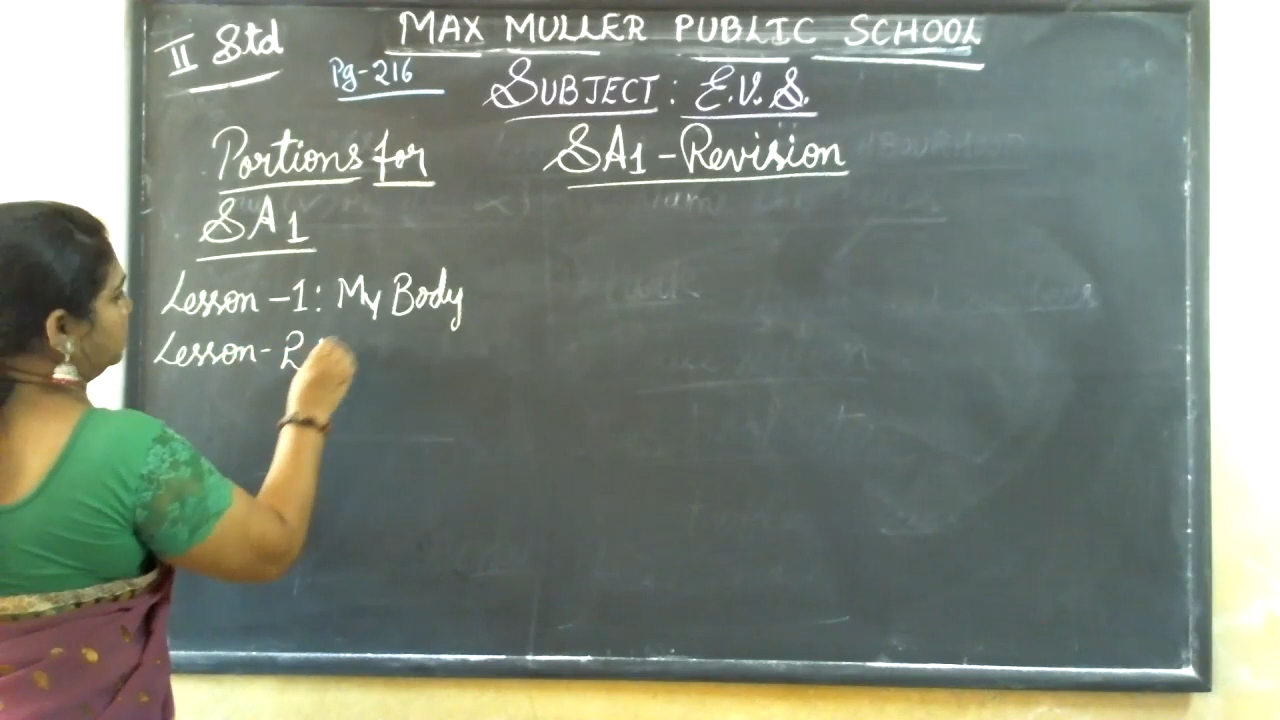 II Std
MAX MULLER PUBLIC SCHOOL
Pg-216
SUBJECT: E.V.S.
Portions for
SA1
SA1-Revision
Lesson-1: My Body
Lesson-2: